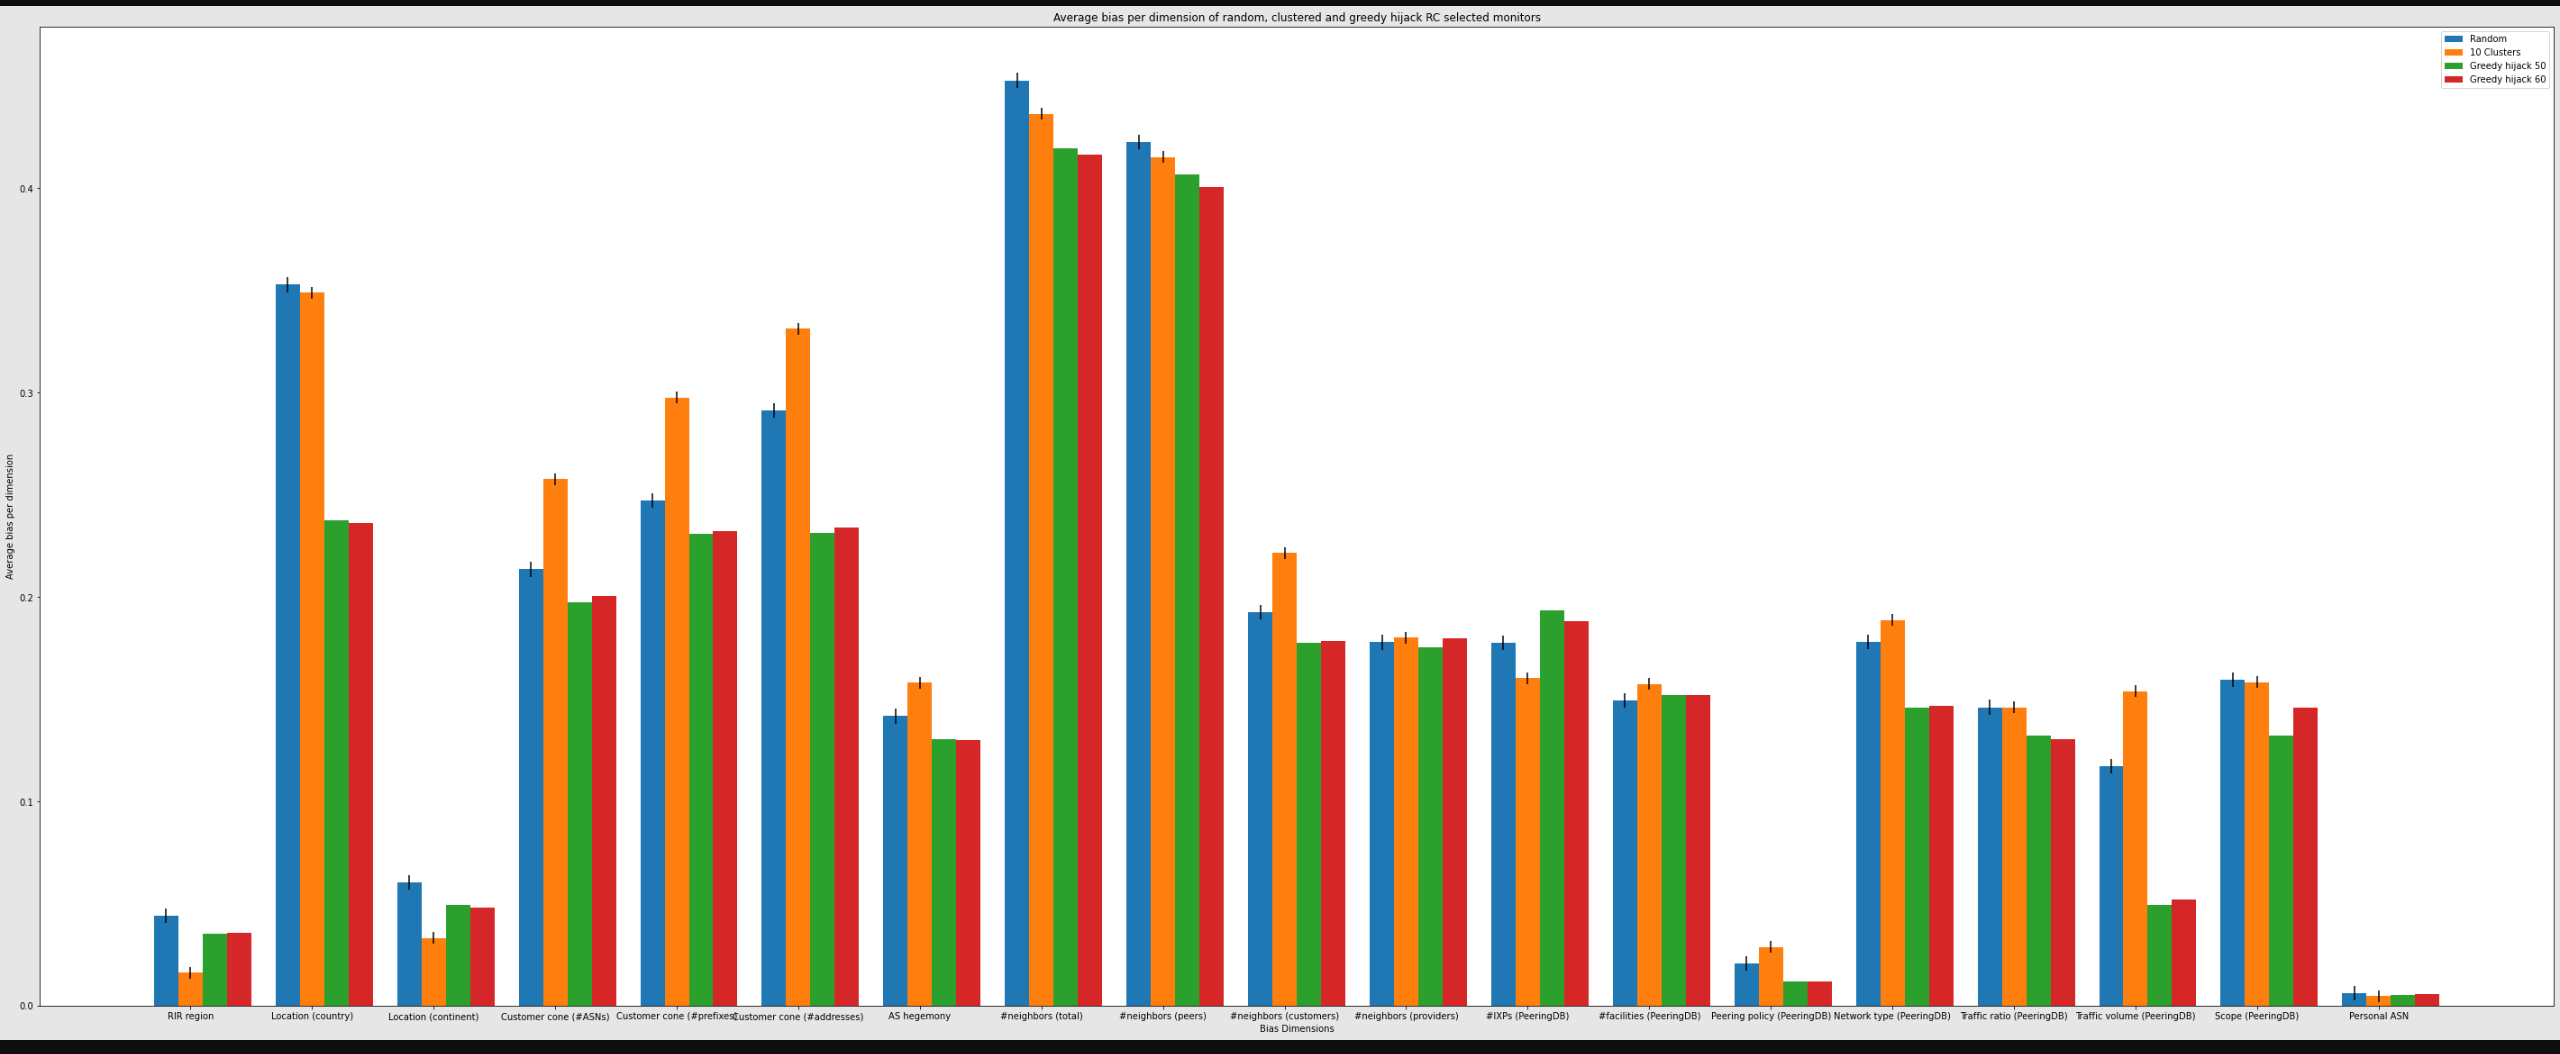 Average bias per dimension of random, clustered and greedy hijack RC selected monitors
Random
10 Clusters
Greedy hijack 50
Greedy hijack 60
Average bias per dimension
0.4
0.3
0.2
0.1
0.0
RIR region
Location (country)
Location (continent)
Customer cone (#ASNs)
Customer cone (#prefixes)
Customer cone (#addresses)
AS hegemony
#neighbors (total)
#neighbors (peers)
#neighbors (customers)
#neighbors (providers)
#IXPs (PeeringDB)
#facilities (PeeringDB)
Peering policy (PeeringDB)
Network type (PeeringDB)
Traffic ratio (PeeringDB)
Traffic volume (PeeringDB)
Scope (PeeringDB)
Personal ASN
Bias Dimensions